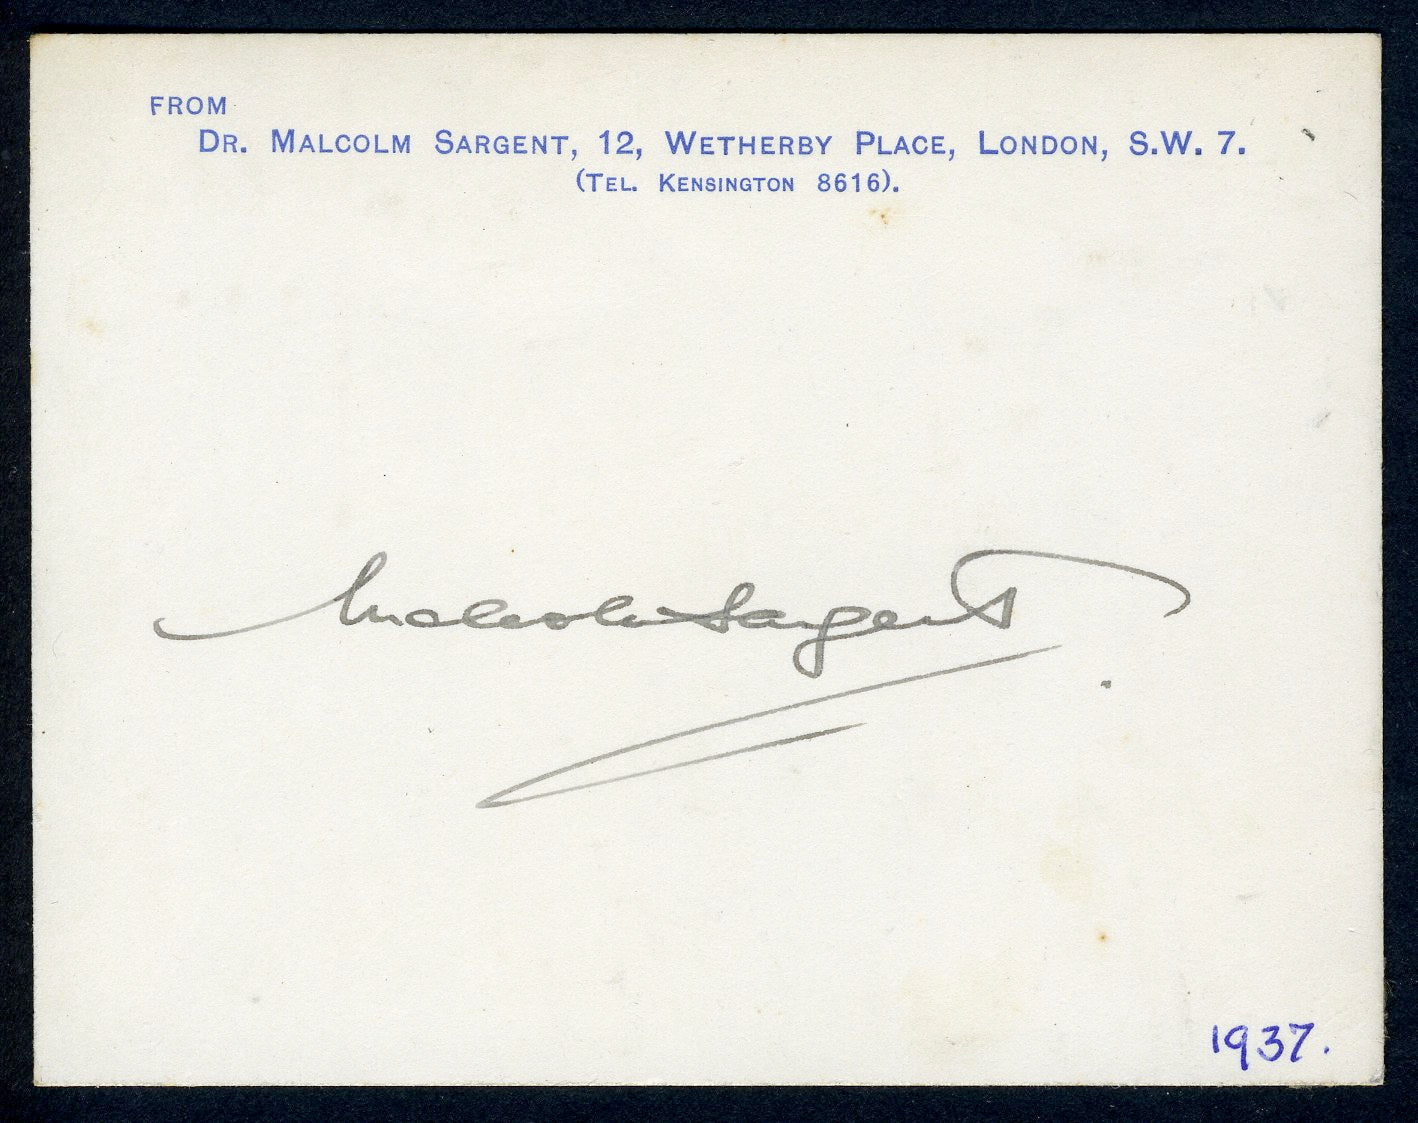 FROM
DR. MALCOLM SARGENT, 12, WETHERBY PLACE, LONDON, S.W. 7.
(TEL. KENSINGTON 8616).
Malcolm Sargent
1937.